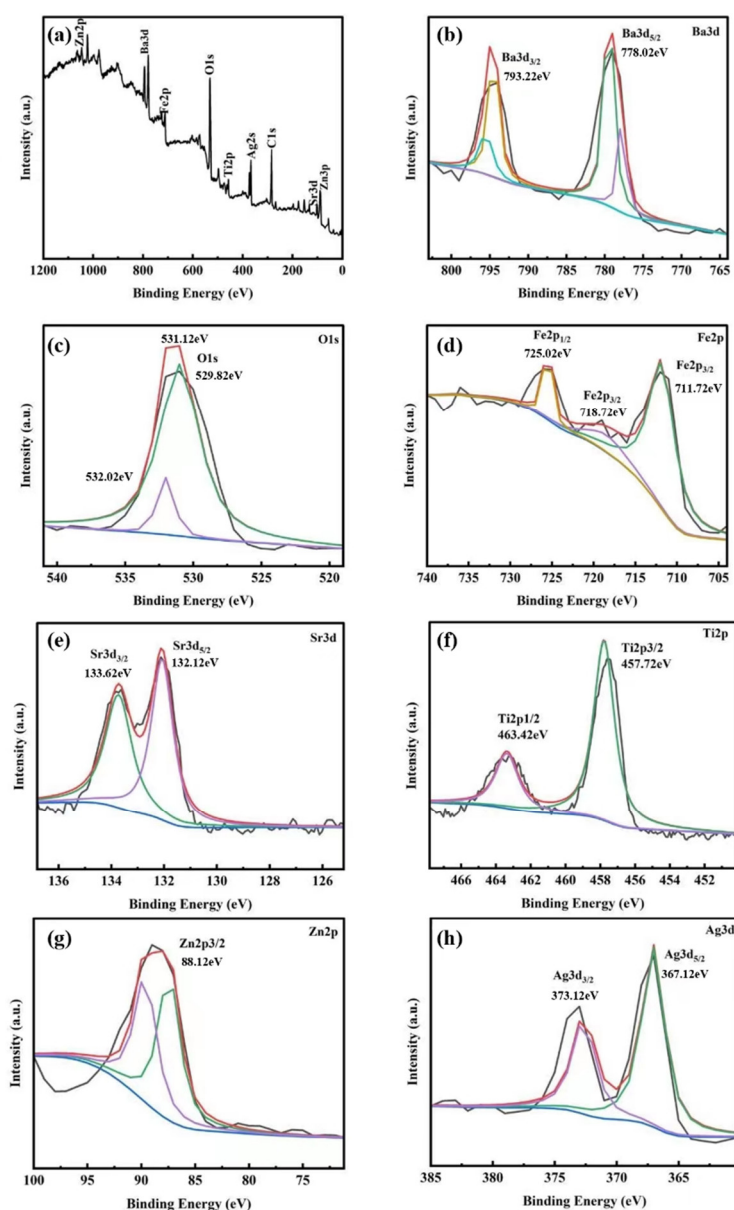 (a)
Zn2p
Ba3d
Fe2p
O1s
Ti2p
Ag2s
C1s
Sr3d
Zn3p
Intensity (a.u.)
1200 1000 800 600 400 200 0
Binding Energy (eV)
(b)
Ba3d
Ba3d3/2
793.22eV
Ba3d5/2
778.02eV
Intensity (a.u.)
800 795 790 785 780 775 770 765
Binding Energy (eV)
(c)
O1s
531.12eV
O1s
529.82eV
532.02eV
Intensity (a.u.)
540 535 530 525 520
Binding Energy (eV)
(d)
Fe2p
Fe2p1/2
725.02eV
Fe2p3/2
718.72eV
Fe2p3/2
711.72eV
Intensity (a.u.)
740 730 720 710 704
Binding Energy (eV)
(e)
Sr3d
Sr3d3/2
133.62eV
Sr3d5/2
132.12eV
Intensity (a.u.)
136 134 132 130 128 126
Binding Energy (eV)
(f)
Ti2p
Ti2p3/2
457.72eV
Ti2p1/2
463.42eV
Intensity (a.u.)
466 464 462 460 458 456 454 452
Binding Energy (eV)
(g)
Zn2p
Zn2p3/2
88.12eV
Intensity (a.u.)
100 95 90 85 80 75
Binding Energy (eV)
(h)
Ag3d
Ag3d3/2
373.12eV
Ag3d5/2
367.12eV
Intensity (a.u.)
385 380 375 370 365
Binding Energy (eV)